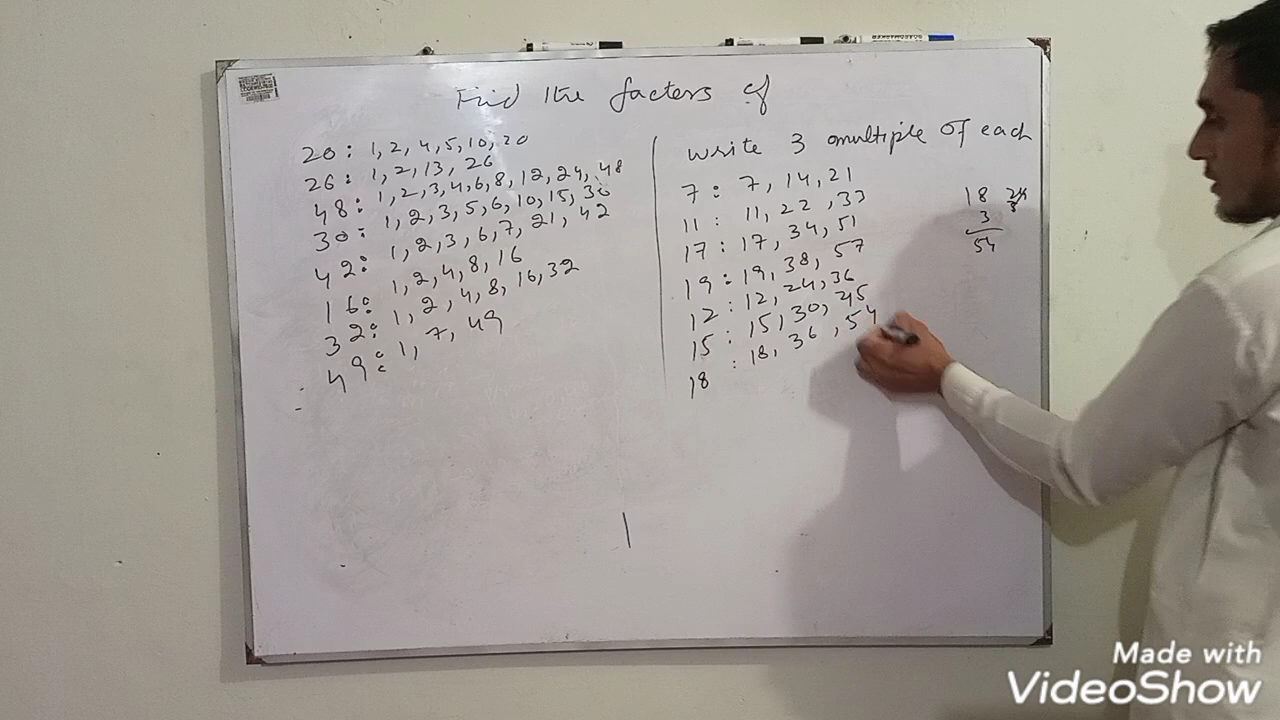 Find the facters of
20: 1, 2, 4, 5, 10, 20
26: 1, 2, 13, 26
48: 1, 2, 3, 4, 6, 8, 12, 24, 48
30: 1, 2, 3, 5, 6, 10, 15, 30
42: 1, 2, 3, 6, 7, 21, 42
16: 1, 2, 4, 8, 16
32: 1, 2, 4, 8, 16, 32
49: 1, 7, 49
write 3 multiple of each
7: 7, 14, 21
11: 11, 22, 33
17: 17, 34, 51
19: 19, 38, 57
12: 12, 24, 36
15: 15, 30, 45
18: 18, 36, 54
18
3
54
Made with
VideoShow